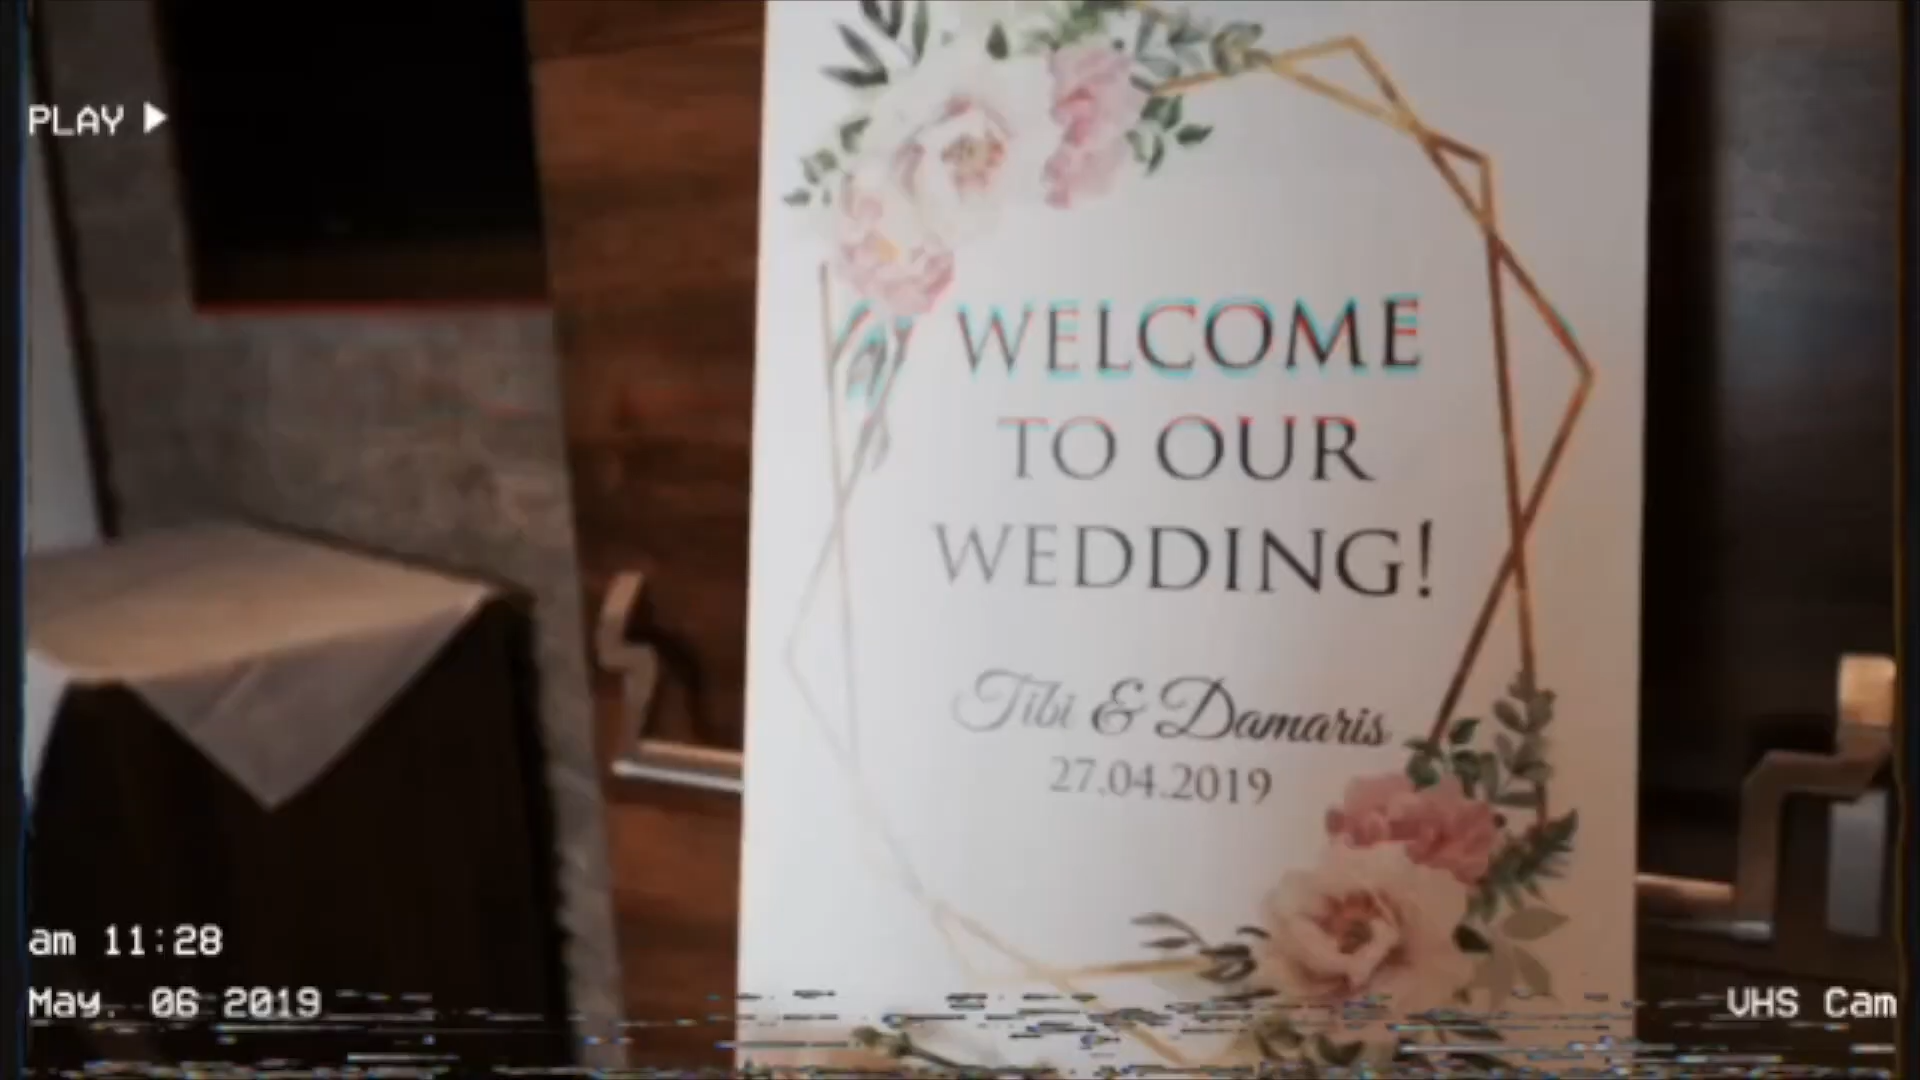 PLAY
WELCOME
TO OUR
WEDDING!
Tibi & Damaris
27.04.2019
am 11:28
May. 06 2019
VHS Cam